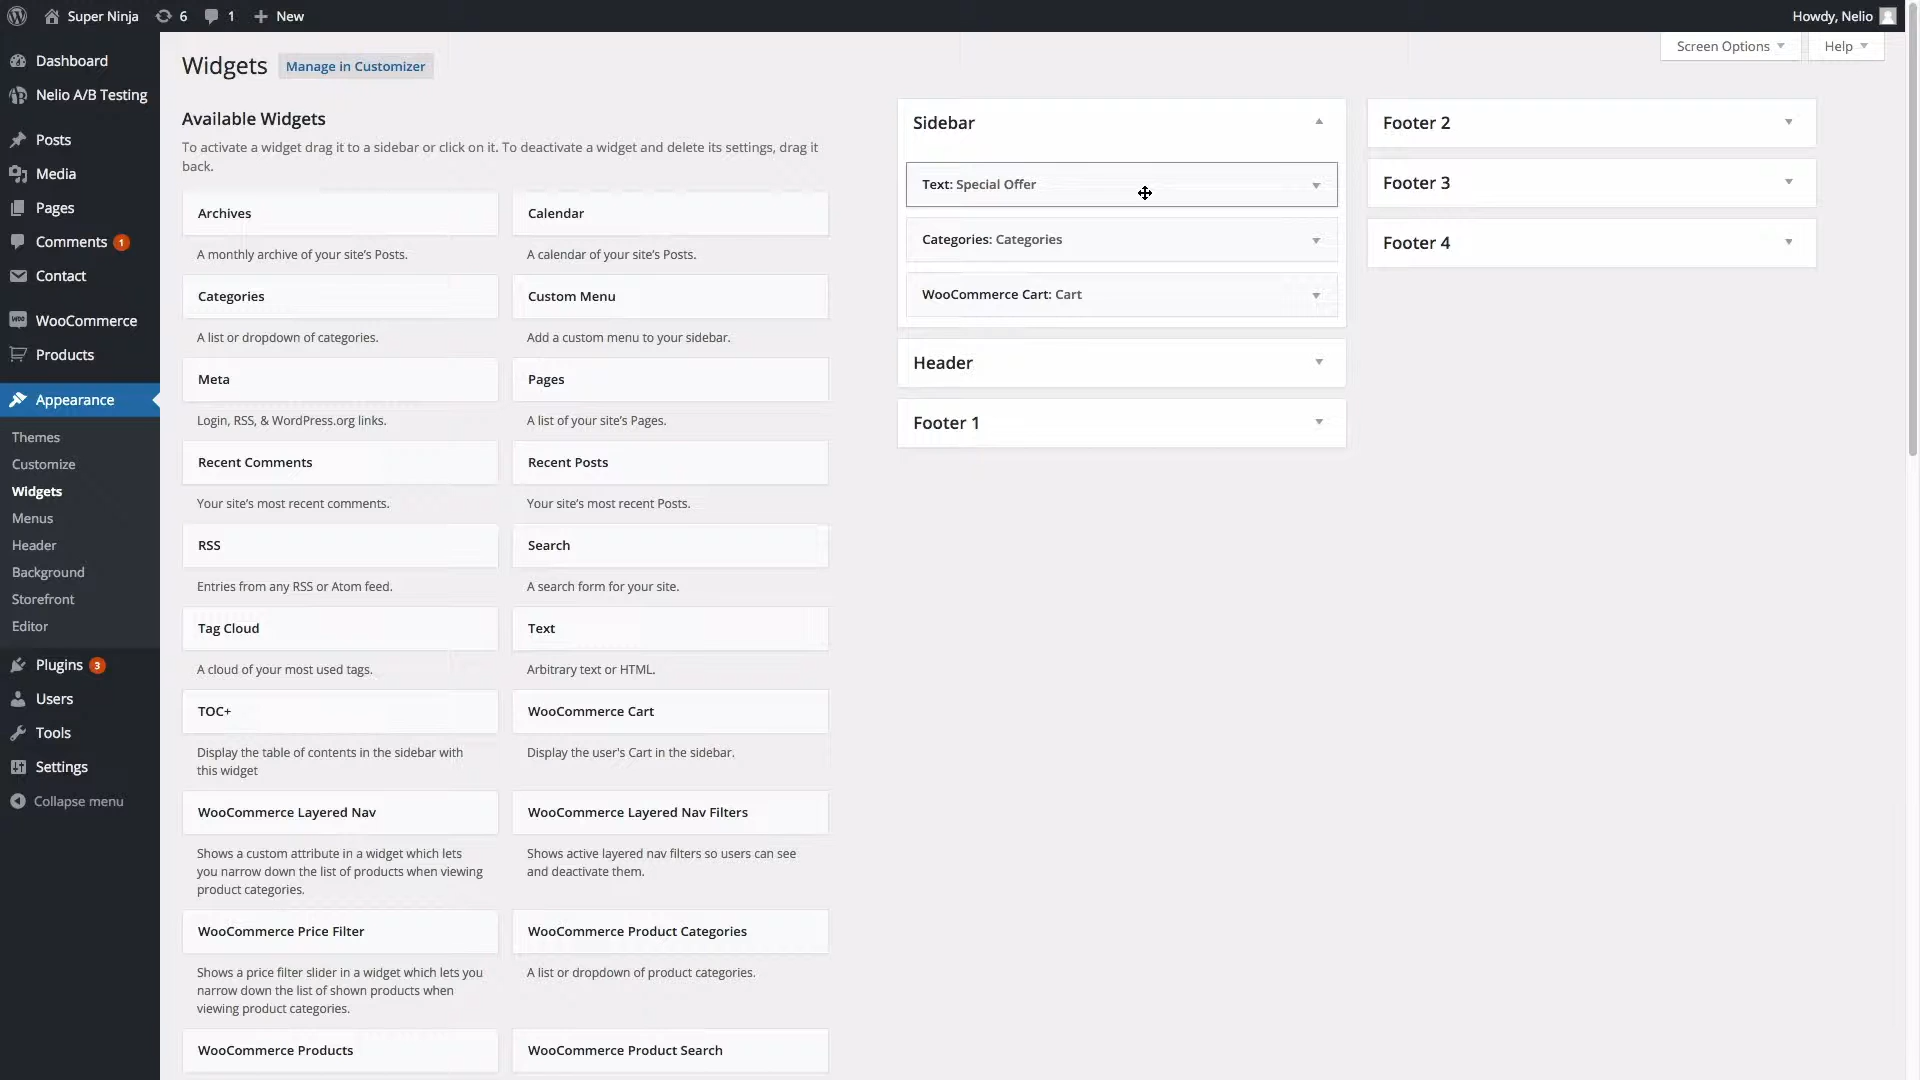 Super Ninja
6
1
New
Howdy, Nelio
Dashboard
Nelio A/B Testing
Posts
Media
Pages
Comments 1
Contact
WooCommerce
Products
Appearance
Themes
Customize
Widgets
Menus
Header
Background
Storefront
Editor
Plugins 3
Users
Tools
Settings
Collapse menu
Screen Options
Help
Widgets
Manage in Customizer
Available Widgets
To activate a widget drag it to a sidebar or click on it. To deactivate a widget and delete its settings, drag it
back.
Archives
A monthly archive of your site's Posts.
Calendar
A calendar of your site's Posts.
Categories
A list or dropdown of categories.
Custom Menu
Add a custom menu to your sidebar.
Meta
Login, RSS, & WordPress.org links.
Pages
A list of your site's Pages.
Recent Comments
Your site's most recent comments.
Recent Posts
Your site's most recent Posts.
RSS
Entries from any RSS or Atom feed.
Search
A search form for your site.
Tag Cloud
A cloud of your most used tags.
Text
Arbitrary text or HTML.
TOC+
Display the table of contents in the sidebar with
this widget
WooCommerce Cart
Display the user's Cart in the sidebar.
WooCommerce Layered Nav
Shows a custom attribute in a widget which lets
you narrow down the list of products when viewing
product categories.
WooCommerce Layered Nav Filters
Shows active layered nav filters so users can see
and deactivate them.
WooCommerce Price Filter
Shows a price filter slider in a widget which lets you
narrow down the list of shown products when
viewing product categories.
WooCommerce Product Categories
A list or dropdown of product categories.
WooCommerce Products
WooCommerce Product Search
Sidebar
Text: Special Offer
Categories: Categories
WooCommerce Cart: Cart
Header
Footer 1
Footer 2
Footer 3
Footer 4